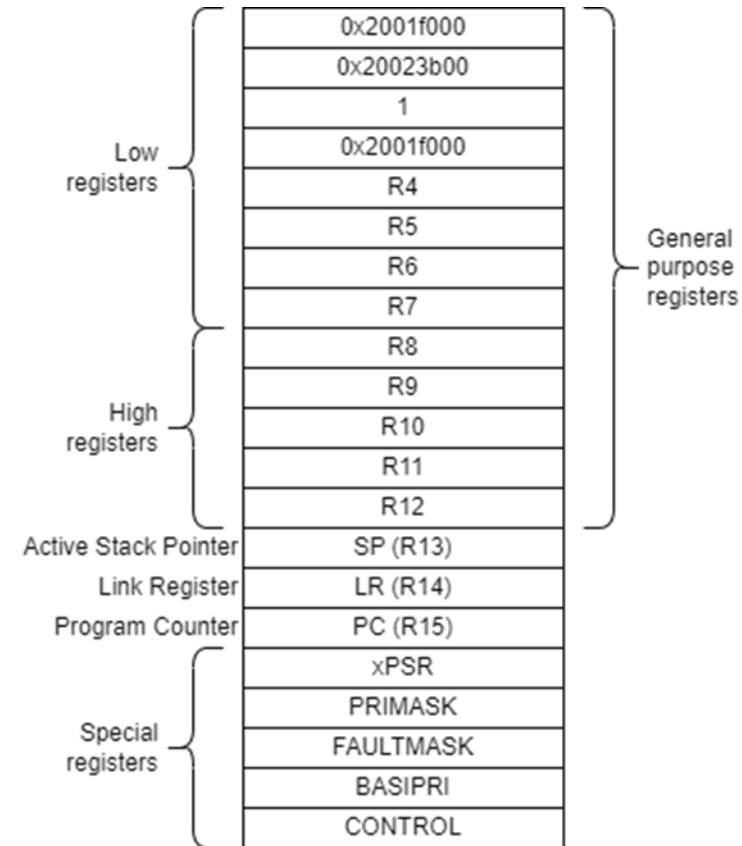 0x2001f000
0x20023b00
1
0x2001f000
R4
R5
R6
R7
R8
R9
R10
R11
R12
SP (R13)
LR (R14)
PC (R15)
xPSR
PRIMASK
FAULTMASK
BASIPRI
CONTROL
Low
registers
High
registers
Active Stack Pointer
Link Register
Program Counter
Special
registers
General
purpose
registers